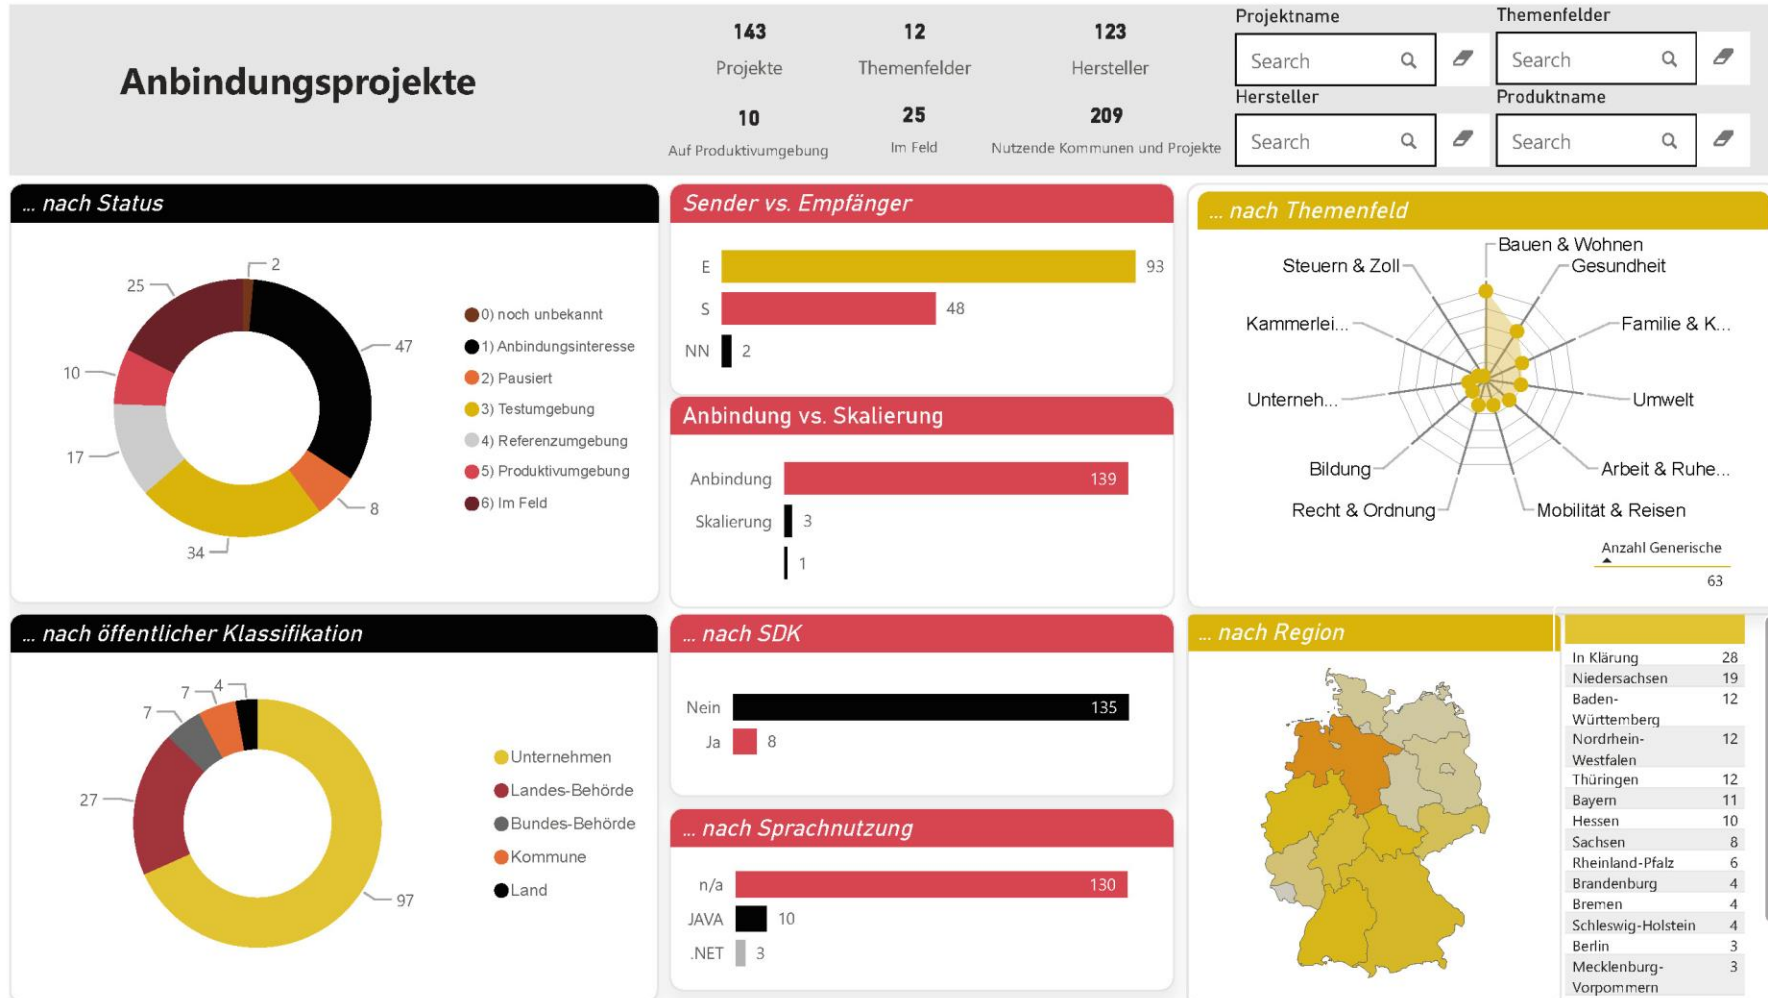 Anbindungsprojekte
143
Projekte
12
Themenfelder
123
Hersteller
10
Auf Produktivumgebung
25
Im Feld
209
Nutzende Kommunen und Projekte
Projektname
Search
Themenfelder
Search
Hersteller
Search
Produktname
Search
... nach Status
2
25
47
10
17
8
34
0) noch unbekannt
1) Anbindungsinteresse
2) Pausiert
3) Testumgebung
4) Referenzumgebung
5) Produktivumgebung
6) Im Feld
Sender vs. Empfänger
E 93
S 48
NN 2
Anbindung vs. Skalierung
Anbindung 139
Skalierung 3
1
... nach Themenfeld
Bauen & Wohnen
Steuern & Zoll
Gesundheit
Kammerlei...
Familie & K...
Unterneh...
Umwelt
Bildung
Arbeit & Ruhe...
Recht & Ordnung
Mobilität & Reisen
Anzahl Generische
63
... nach öffentlicher Klassifikation
4
7
7
27
97
Unternehmen
Landes-Behörde
Bundes-Behörde
Kommune
Land
... nach SDK
Nein 135
Ja 8
... nach Sprachnutzung
n/a 130
JAVA 10
.NET 3
... nach Region
In Klärung 28
Niedersachsen 19
Baden- 12
Württemberg
Nordrhein- 12
Westfalen
Thüringen 12
Bayern 11
Hessen 10
Sachsen 8
Rheinland-Pfalz 6
Brandenburg 4
Bremen 4
Schleswig-Holstein 4
Berlin 3
Mecklenburg- 3
Vorpommern